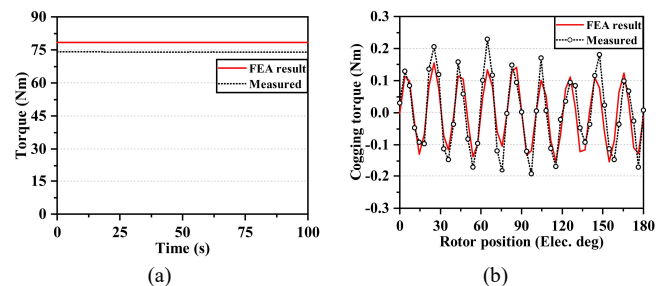 90
75
60
45
30
15
0
Torque (Nm)
FEA result
Measured
0
25
50
75
100
Time (s)
(a)
0.3
0.2
0.1
0.0
-0.1
-0.2
-0.3
Cogging torque (Nm)
FEA result
Measured
0
30
60
90
120
150
180
Rotor position (Elec. deg)
(b)